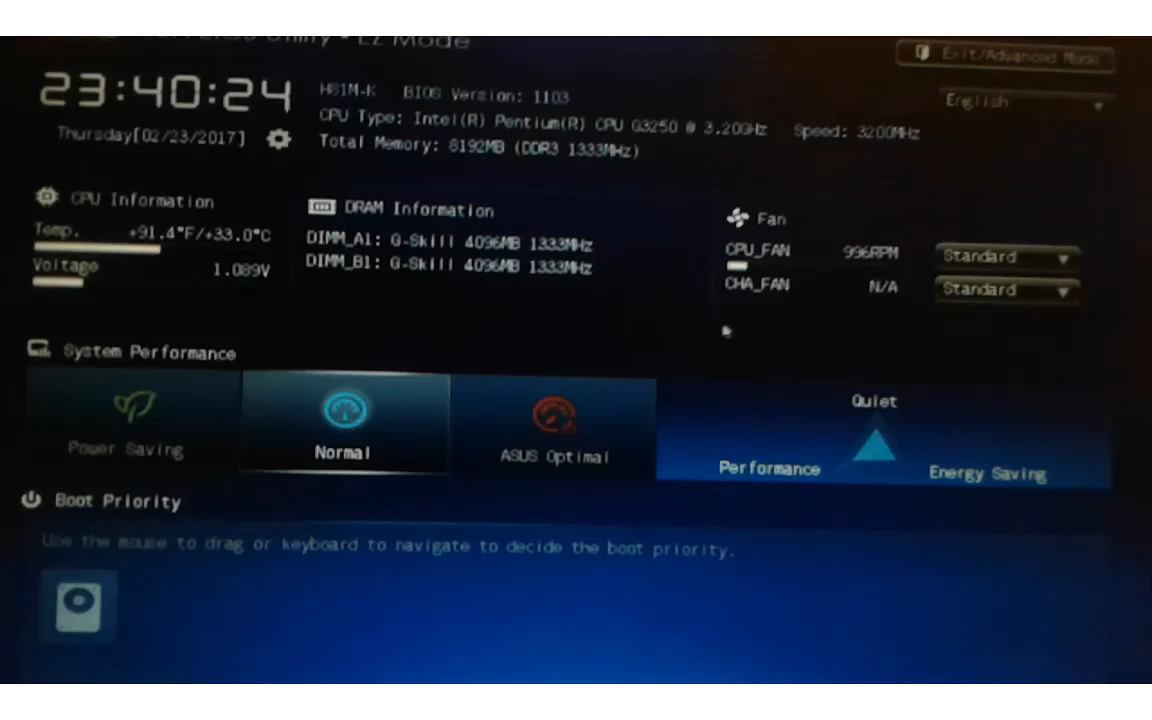 EZ Mode
Exit/Advanced Mode
23:40:24
Thursday[02/23/2017]
H81M-K BIOS Version: 1103
English
CPU Type: Intel(R) Pentium(R) CPU G3250 @ 3.20GHz Speed: 3200MHz
Total Memory: 8192MB (DDR3 1333MHz)
CPU Information
Temp. +91.4°F/+33.0°C
Voltage 1.089V
DRAM Information
DIMM_A1: G-Skill 4096MB 1333MHz
DIMM_B1: G-Skill 4096MB 1333MHz
Fan
CPU_FAN 996RPM Standard
CHA_FAN N/A Standard
System Performance
Power Saving
Normal
ASUS Optimal
Quiet
Performance
Energy Saving
Boot Priority
Use the mouse to drag or keyboard to navigate to decide the boot priority.